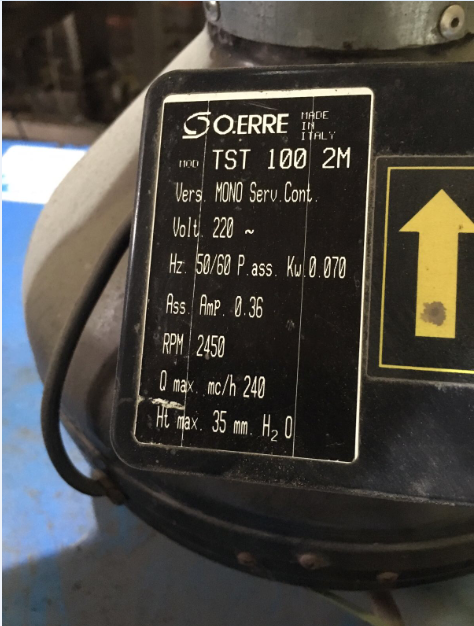 O.ERRE MADE IN ITALY
MOD TST 100 2M
Vers. MONO Serv.Cont.
Volt. 220 ~
Hz. 50/60 P.ass. Kw 0.070
Ass. Amp. 0.36
RPM 2450
Q max. mc/h 240
Ht max. 35 mm. H₂O